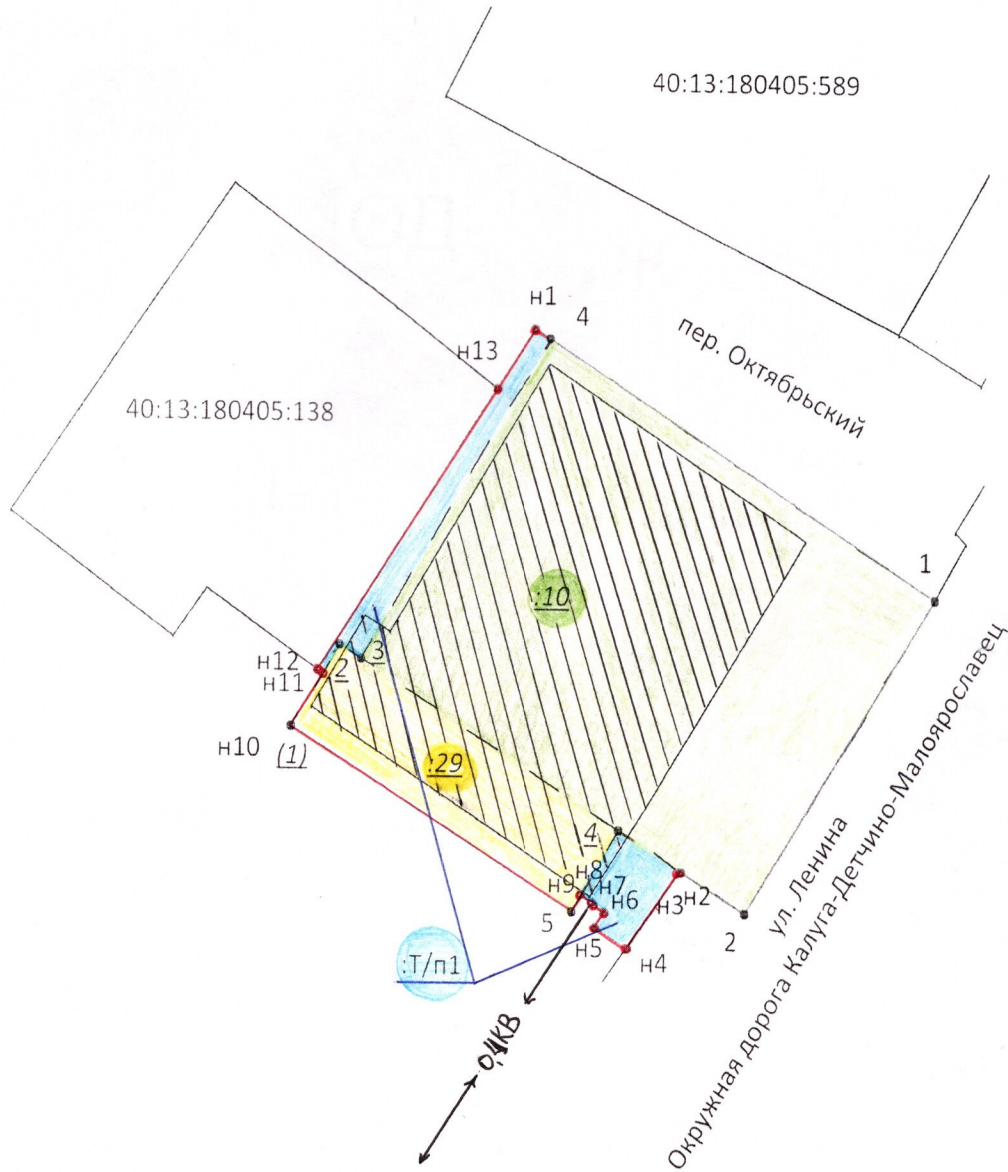 40:13:180405:589
н1
4
пер. Октябрьский
н13
40:13:180405:138
1
:10
3
2
н12
н11
н10
(1)
:29
4
н8
н9
н7
н6
н3
н2
5
н5
н4
2
ул. Ленина
Окружная дорога Калуга-Детчино-Малоярославец
:Т/п1
0,4КВ